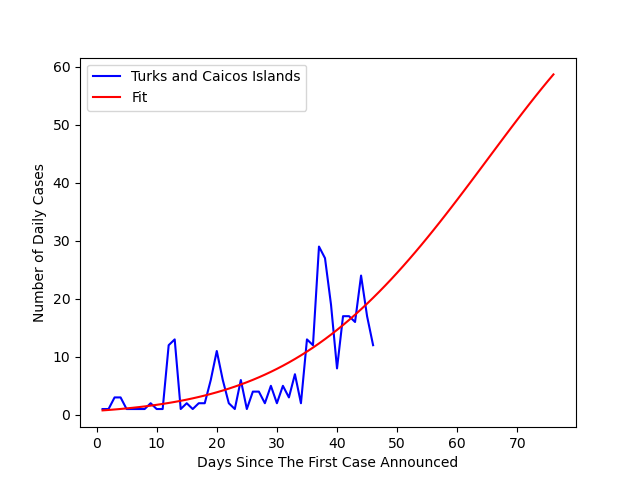 Turks and Caicos Islands
Fit
60
50
40
30
20
10
0
Number of Daily Cases
0 10 20 30 40 50 60 70
Days Since The First Case Announced